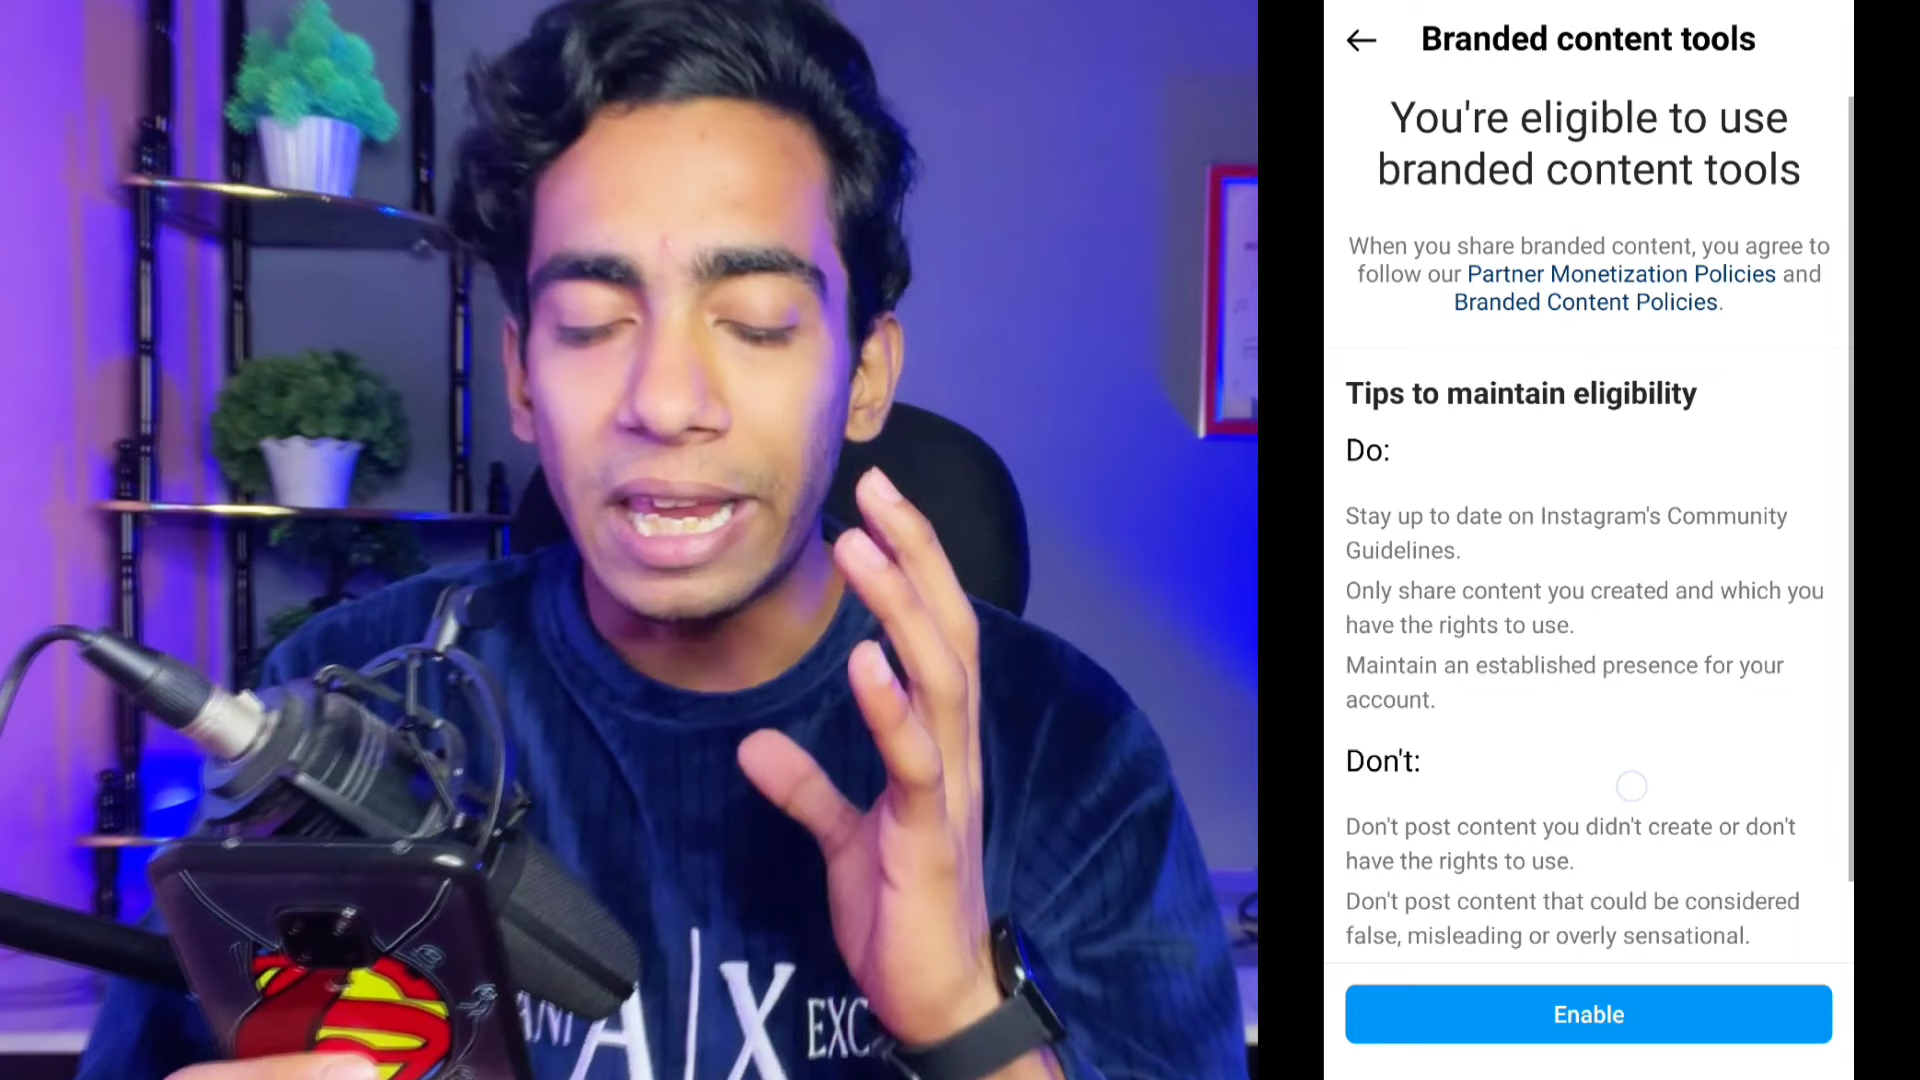 Branded content tools
You're eligible to use
branded content tools
When you share branded content, you agree to
follow our Partner Monetization Policies and
Branded Content Policies.
Tips to maintain eligibility
Do:
Stay up to date on Instagram's Community
Guidelines.
Only share content you created and which you
have the rights to use.
Maintain an established presence for your
account.
Don't:
Don't post content you didn't create or don't
have the rights to use.
Don't post content that could be considered
false, misleading or overly sensational.
Enable
A|X EXC